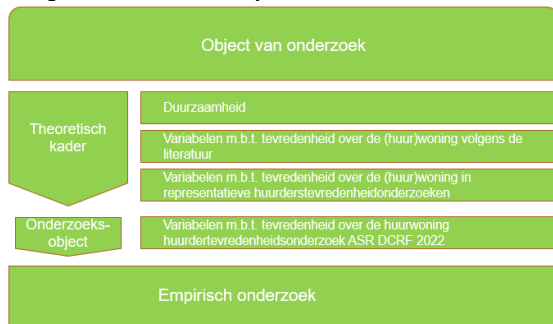 Object van onderzoek
Theoretisch
kader
Duurzaamheid
Variabelen m.b.t. tevredenheid over de (huur)woning volgens de
literatuur
Variabelen m.b.t. tevredenheid over de (huur)woning in
representatieve huurderstevredenheidonderzoeken
Onderzoeks-
object
Variabelen m.b.t. tevredenheid over de huurwoning
huurdertevredenheidsonderzoek ASR DCRF 2022
Empirisch onderzoek